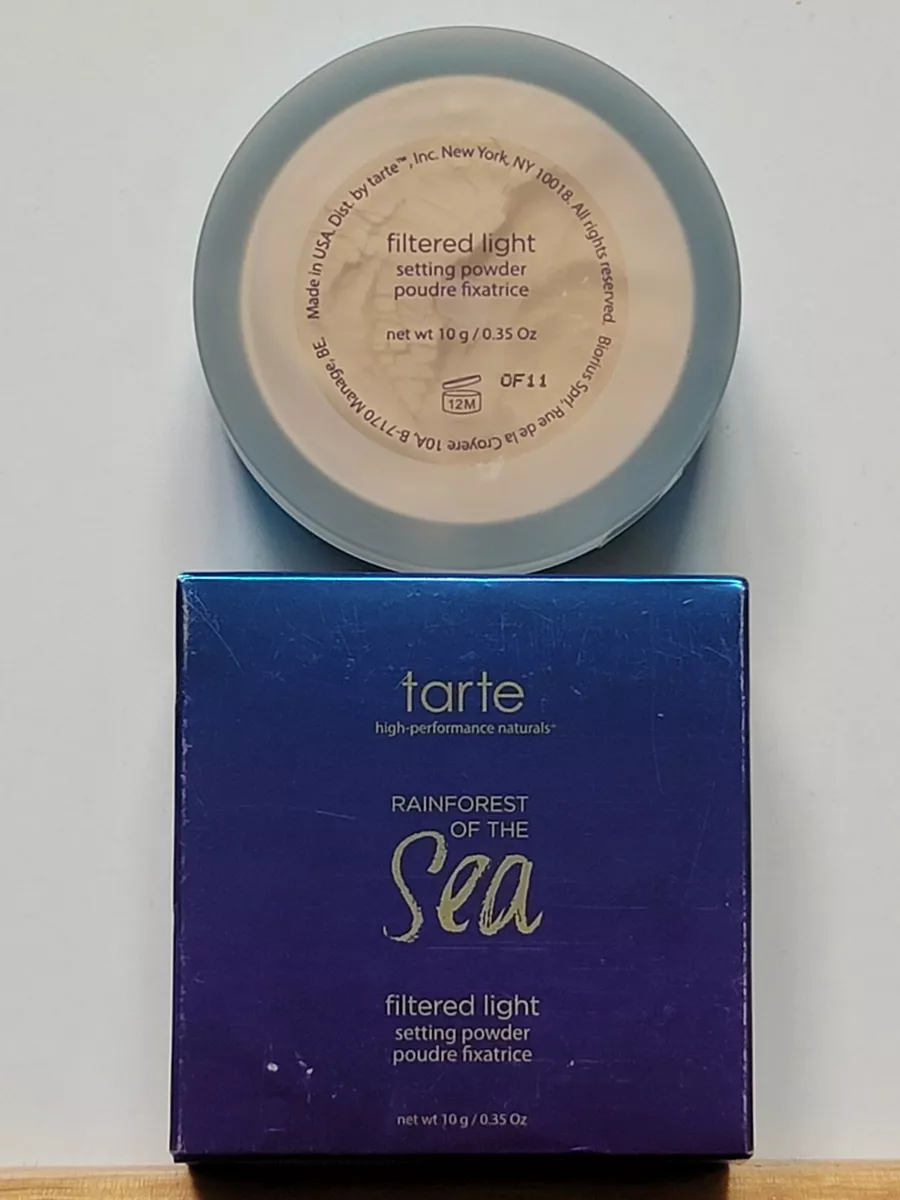 Made in USA. Dist. by tarte™, Inc. New York, NY 10018. All rights reserved. Biorius Sprl, Rue de la Croyere 10A, B-7170 Manage, BE.
filtered light
setting powder
poudre fixatrice
net wt 10 g / 0.35 Oz
0F11
12M
tarte
high-performance naturals™
RAINFOREST
OF THE
Sea
filtered light
setting powder
poudre fixatrice
net wt 10 g / 0.35 Oz